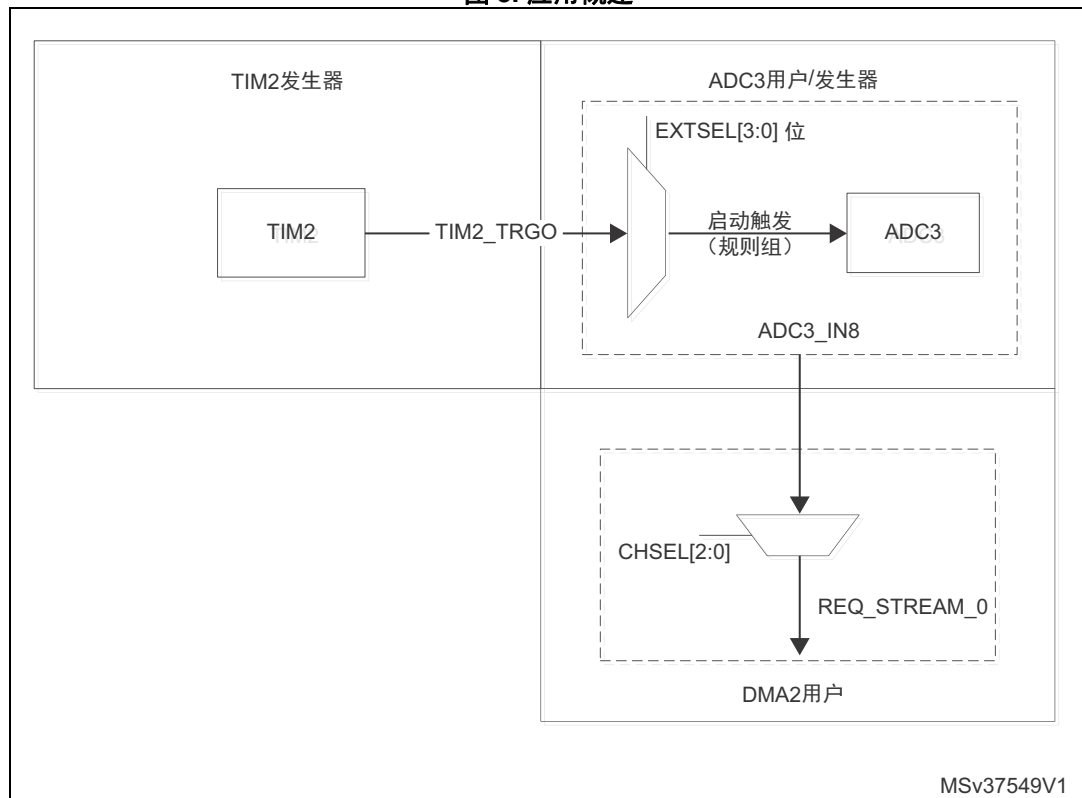 TIM2发生器
ADC3用户/发生器
EXTSEL[3:0] 位
TIM2
TIM2_TRGO
启动触发
（规则组）
ADC3
ADC3_IN8
CHSEL[2:0]
REQ_STREAM_0
DMA2用户
MSv37549V1